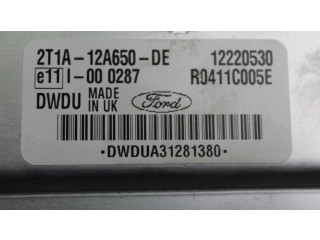 2T1A-12A650-DE 12220530
e11 I-00 0287 R0411C005E
DWDU MADE IN UK Ford
·DWDUA31281380·